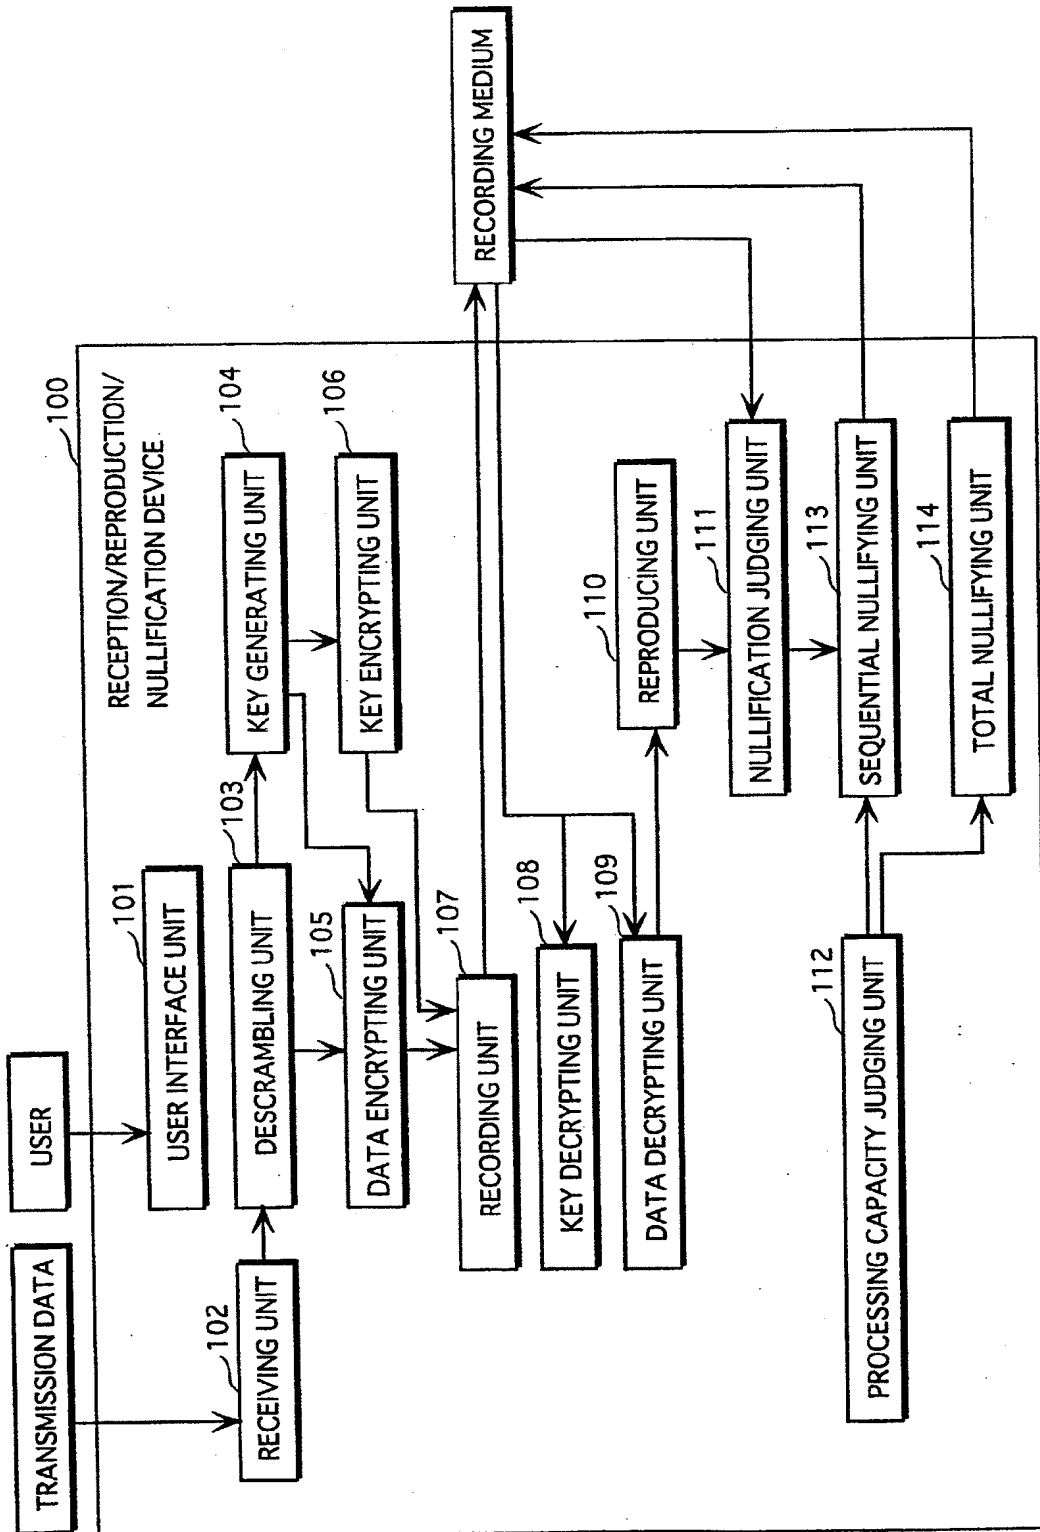 TRANSMISSION DATA
USER
100
RECEPTION/REPRODUCTION/
NULLIFICATION DEVICE
101
USER INTERFACE UNIT
102
RECEIVING UNIT
103
DESCRAMBLING UNIT
104
KEY GENERATING UNIT
105
DATA ENCRYPTING UNIT
106
KEY ENCRYPTING UNIT
107
RECORDING UNIT
RECORDING MEDIUM
108
KEY DECRYPTING UNIT
109
DATA DECRYPTING UNIT
110
REPRODUCING UNIT
111
NULLIFICATION JUDGING UNIT
112
PROCESSING CAPACITY JUDGING UNIT
113
SEQUENTIAL NULLIFYING UNIT
114
TOTAL NULLIFYING UNIT